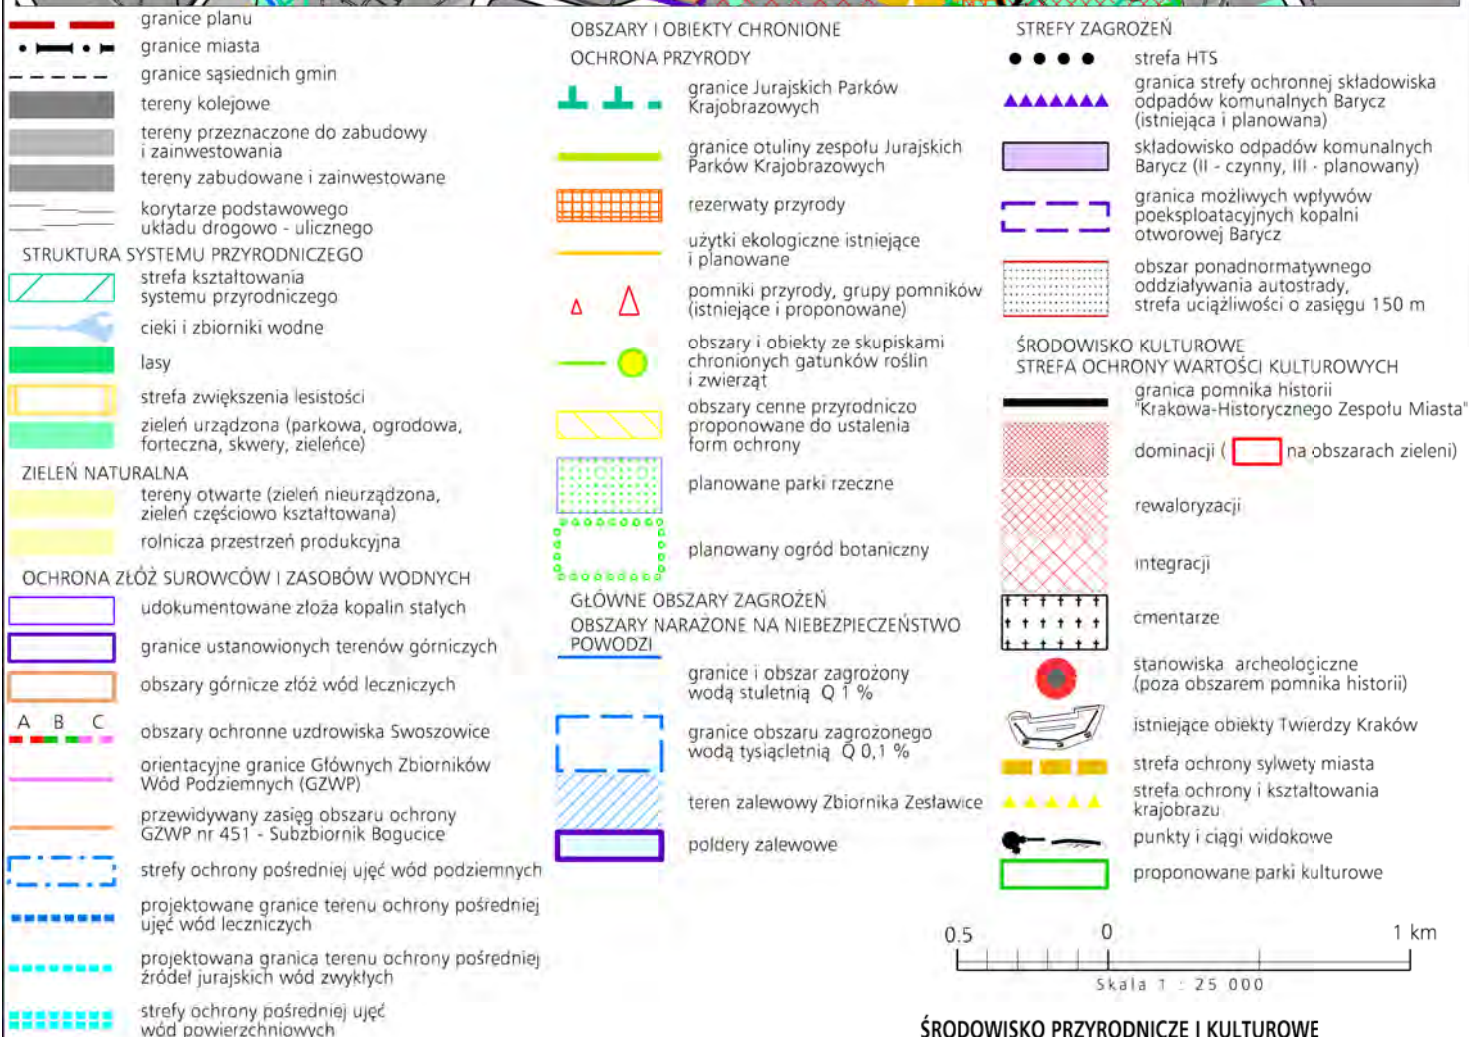 granice planu
granice miasta
granice sąsiednich gmin
tereny kolejowe
tereny przeznaczone do zabudowy
i zainwestowania
tereny zabudowane i zainwestowane
korytarze podstawowego
układu drogowo - ulicznego
STRUKTURA SYSTEMU PRZYRODNICZEGO
strefa kształtowania
systemu przyrodniczego
cieki i zbiorniki wodne
lasy
strefa zwiększenia lesistości
zieleń urządzona (parkowa, ogrodowa,
forteczna, skwery, zieleńce)
ZIELEŃ NATURALNA
tereny otwarte (zieleń nieurządzona,
zieleń częściowo kształtowana)
rolnicza przestrzeń produkcyjna
OCHRONA ZŁÓŻ SUROWCÓW I ZASOBÓW WODNYCH
udokumentowane złoża kopalin stałych
granice ustanowionych terenów górniczych
obszary górnicze złóż wód leczniczych
A B C
obszary ochronne uzdrowiska Swoszowice
orientacyjne granice Głównych Zbiorników
Wód Podziemnych (GZWP)
przewidywany zasięg obszaru ochrony
GZWP nr 451 - Subzbiornik Bogucice
strefy ochrony pośredniej ujęć wód podziemnych
projektowane granice terenu ochrony pośredniej
ujęć wód leczniczych
projektowana granica terenu ochrony pośredniej
źródeł jurajskich wód zwykłych
strefy ochrony pośredniej ujęć
wód powierzchniowych
OBSZARY I OBIEKTY CHRONIONE
OCHRONA PRZYRODY
granice Jurajskich Parków
Krajobrazowych
granice otuliny zespołu Jurajskich
Parków Krajobrazowych
rezerwaty przyrody
użytki ekologiczne istniejące
i planowane
pomniki przyrody, grupy pomników
(istniejące i proponowane)
obszary i obiekty ze skupiskami
chronionych gatunków roślin
i zwierząt
obszary cenne przyrodniczo
proponowane do ustalenia
form ochrony
planowane parki rzeczne
planowany ogród botaniczny
GŁÓWNE OBSZARY ZAGROŻEŃ
OBSZARY NARAŻONE NA NIEBEZPIECZEŃSTWO
POWODZI
granice i obszar zagrożony
wodą stuletnią Q 1 %
granice obszaru zagrożonego
wodą tysiącletnią Q 0,1 %
teren zalewowy Zbiornika Zesławice
poldery zalewowe
STREFY ZAGROŻEŃ
strefa HTS
granica strefy ochronnej składowiska
odpadów komunalnych Barycz
(istniejąca i planowana)
składowisko odpadów komunalnych
Barycz (II - czynny, III - planowany)
granica możliwych wpływów
poeksploatacyjnych kopalni
otworowej Barycz
obszar ponadnormatywnego
oddziaływania autostrady,
strefa uciążliwości o zasięgu 150 m
ŚRODOWISKO KULTUROWE
STREFA OCHRONY WARTOŚCI KULTUROWYCH
granica pomnika historii
"Krakowa-Historycznego Zespołu Miasta"
dominacji ( na obszarach zieleni)
rewaloryzacji
integracji
cmentarze
stanowiska archeologiczne
(poza obszarem pomnika historii)
istniejące obiekty Twierdzy Kraków
strefa ochrony sylwety miasta
strefa ochrony i kształtowania
krajobrazu
punkty i ciągi widokowe
proponowane parki kulturowe
0.5 0 1 km
Skala 1 : 25 000
ŚRODOWISKO PRZYRODNICZE I KULTUROWE